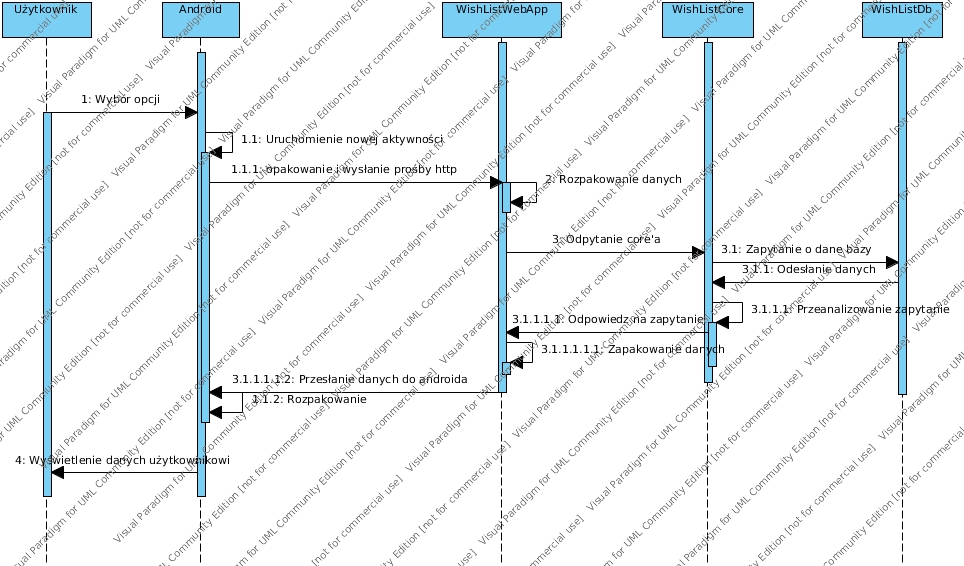 Użytkownik
Android
WishListWebApp
WishListCore
WishListDb
1: Wybór opcji
1.1: Uruchomienie nowej aktywności
1.1.1: opakowanie i wysłanie prośby http
2: Rozpakowanie danych
3: Odpytanie core'a
3.1: Zapytanie o dane bazy
3.1.1: Odesłanie danych
3.1.1.1: Przeanalizowanie zapytanie
3.1.1.1.1: Odpowiedz na zapytanie
3.1.1.1.1.1: Zapakowanie danych
3.1.1.1.1.2: Przesłanie danych do androida
1.1.2: Rozpakowanie
4: Wyświetlenie danych użytkownikowi
Visual Paradigm for UML Community Edition [not for commercial use]